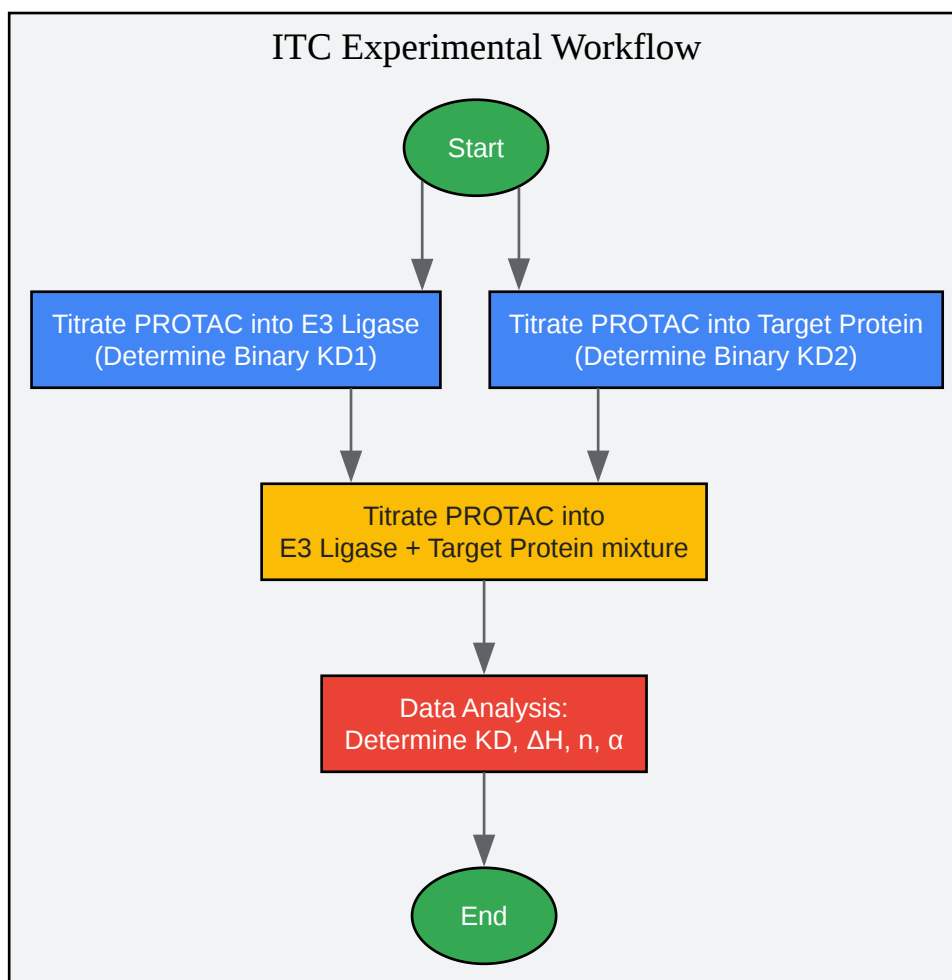 ITC Experimental Workflow
Start
Titrate PROTAC into E3 Ligase
(Determine Binary KD1)
Titrate PROTAC into Target Protein
(Determine Binary KD2)
Titrate PROTAC into
E3 Ligase + Target Protein mixture
Data Analysis:
Determine KD, ΔH, n, α
End